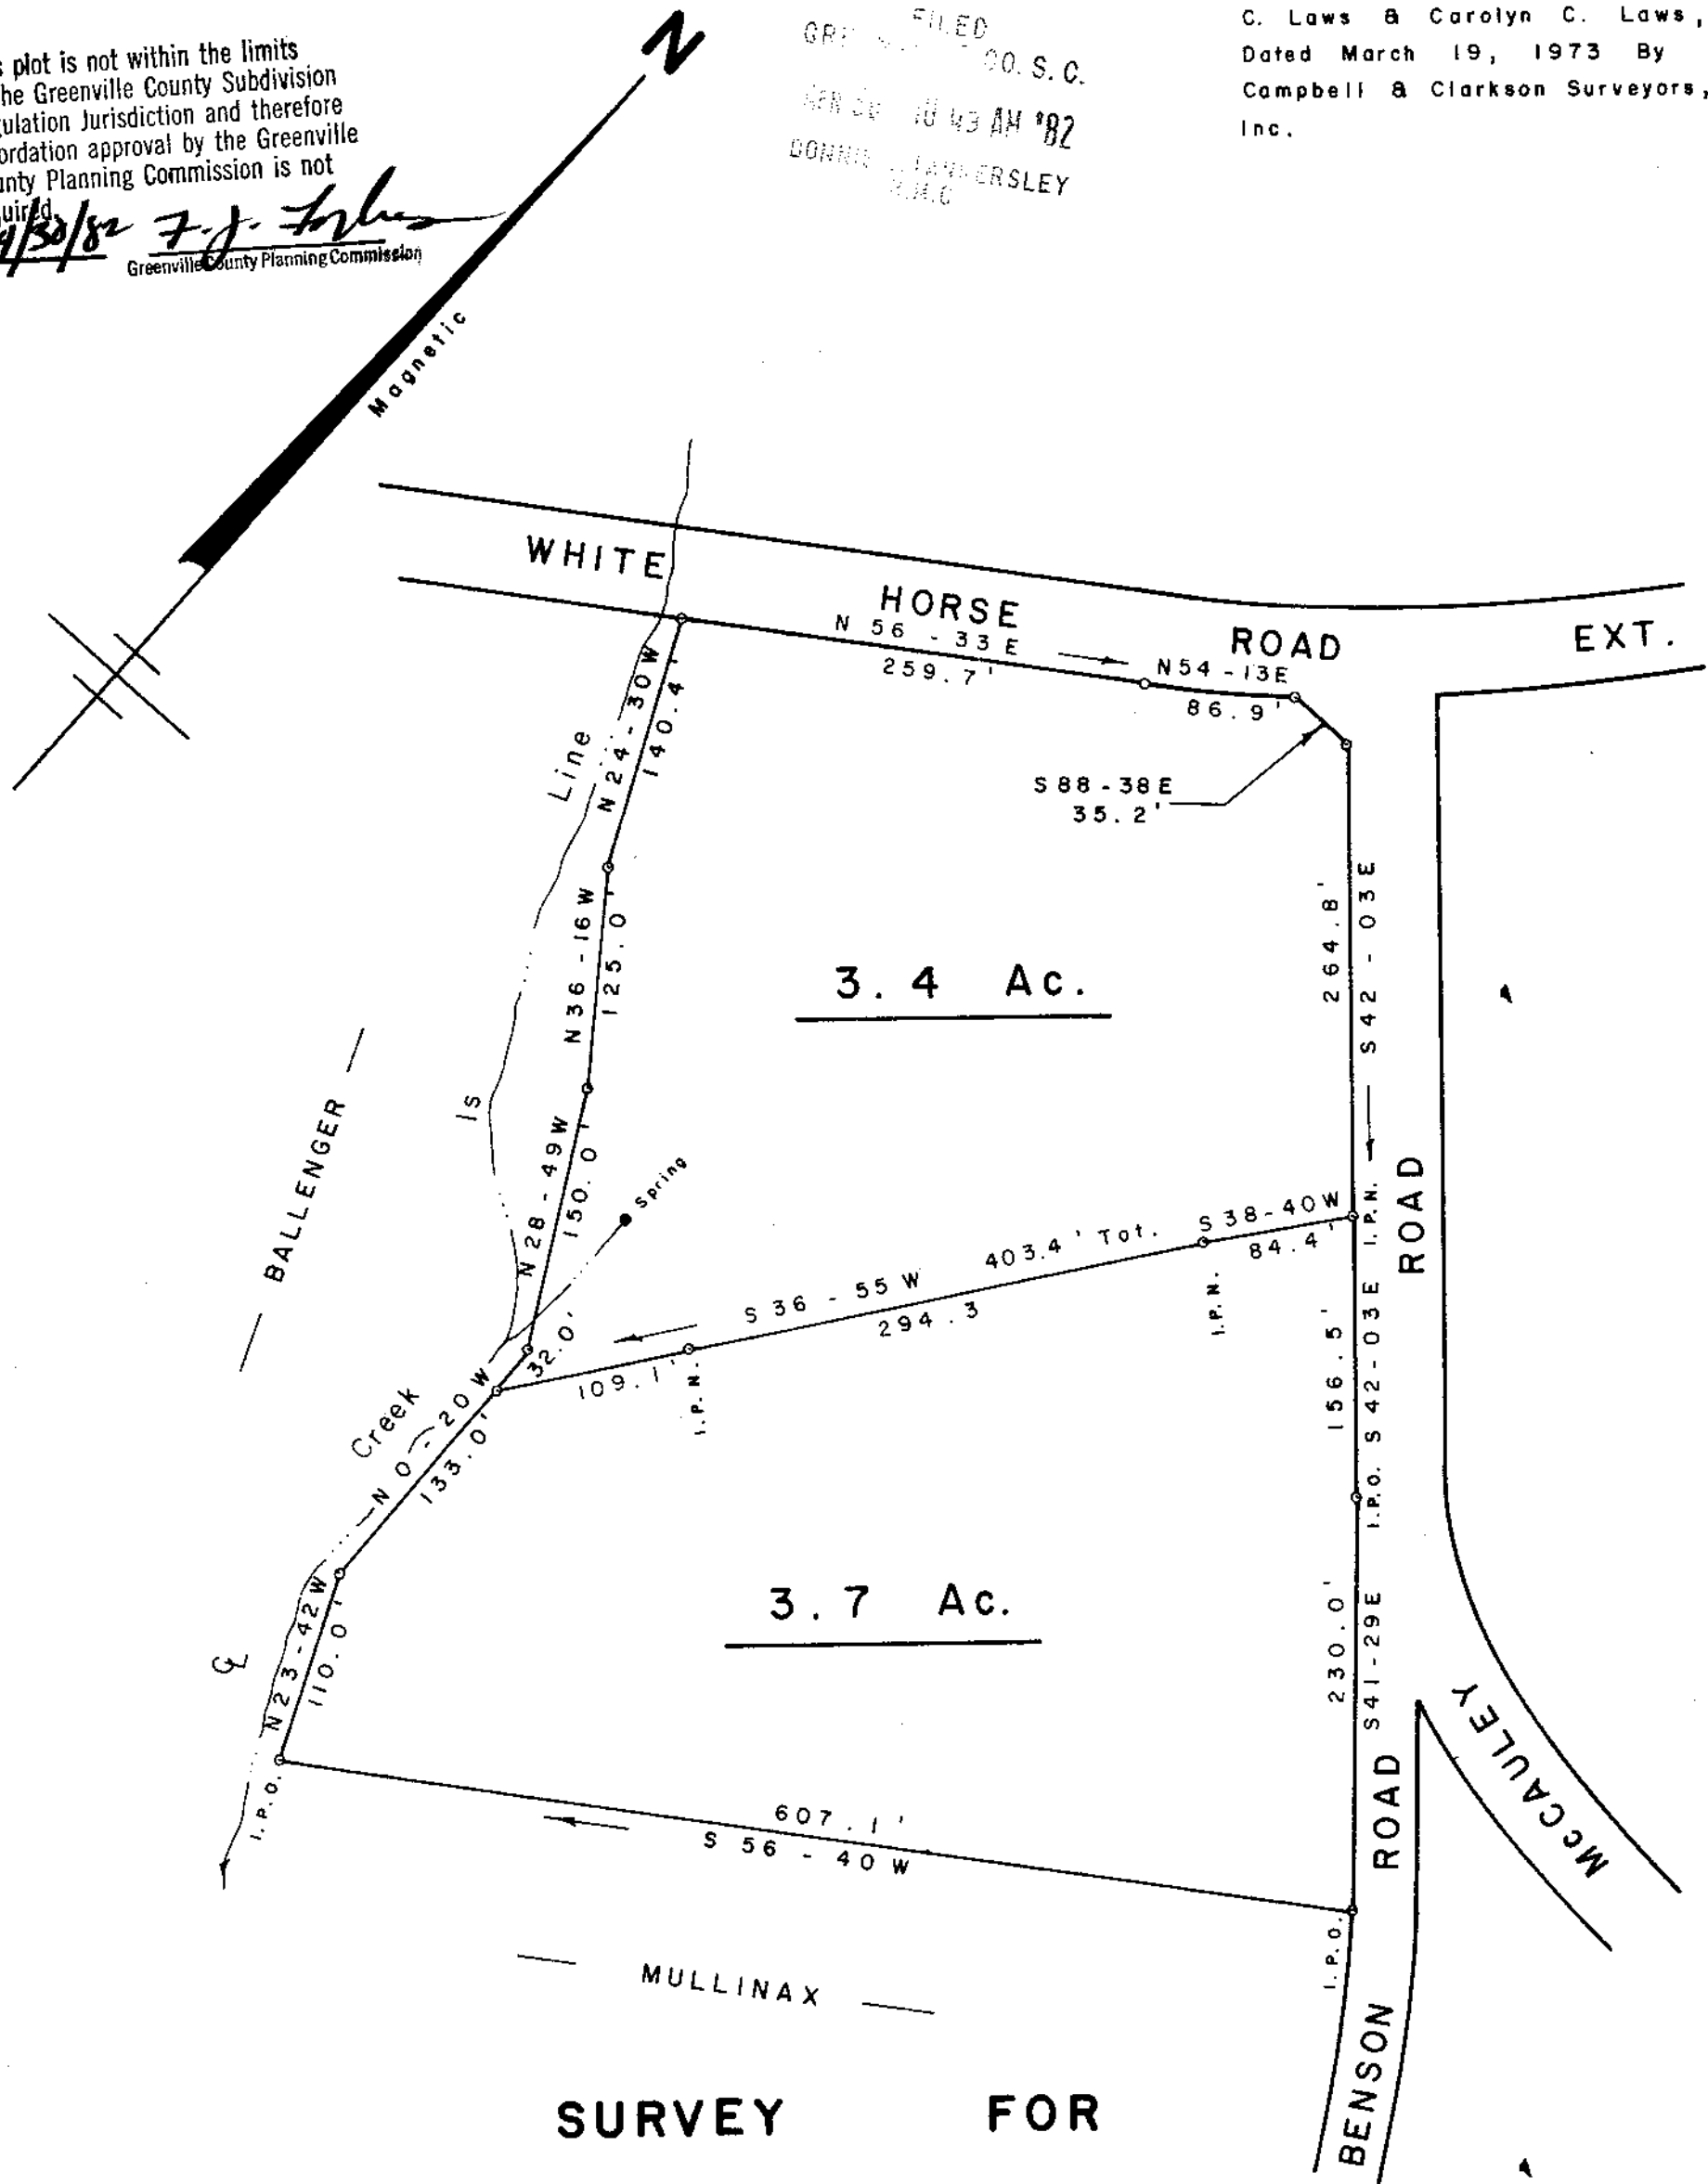 plot is not within the limits
he Greenville County Subdivision
ulation Jurisdiction and therefore
ordation approval by the Greenville
unty Planning Commission is not
uired.
/30/82 F. J.
Greenville County Planning Commission
N
Magnetic
FILED
CO. S. C.
10 43 AM '82
R.M.C
C. Laws & Carolyn C. Laws,
Dated March 19, 1973 By
Campbell & Clarkson Surveyors,
Inc.
WHITE HORSE ROAD EXT.
N 56 - 33 E
259.7'
N54 - 13E
86.9'
S 88 - 38 E
35.2'
Line
N 24 - 30 W
140.4'
N 36 - 16 W
125.0'
264.8'
S 42 - 03 E
3.4 Ac.
Is
N 28 - 49 W
150.0'
Spring
BALLENGER
S 38 - 40 W
84.4'
403.4' Tot.
S 36 - 55 W
294.3
109.1'
I.P.N.
I.P.N.
I.P.N.
ROAD
32.0'
Creek
N 0 - 20 W
133.0'
156.5'
S 42 - 03 E
I.P.O.
3.7 Ac.
230.0'
S41 - 29E
℄
N 23 - 42 W
110.0'
I.P.O.
McCAULEY
ROAD
607.1'
S 56 - 40 W
I.P.O.
MULLINAX
BENSON
SURVEY FOR